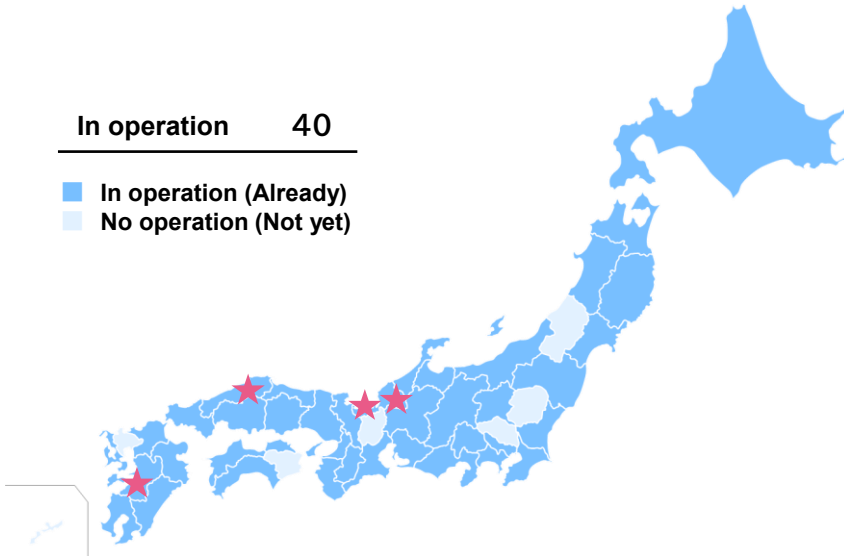 In operation 40
In operation (Already)
No operation (Not yet)